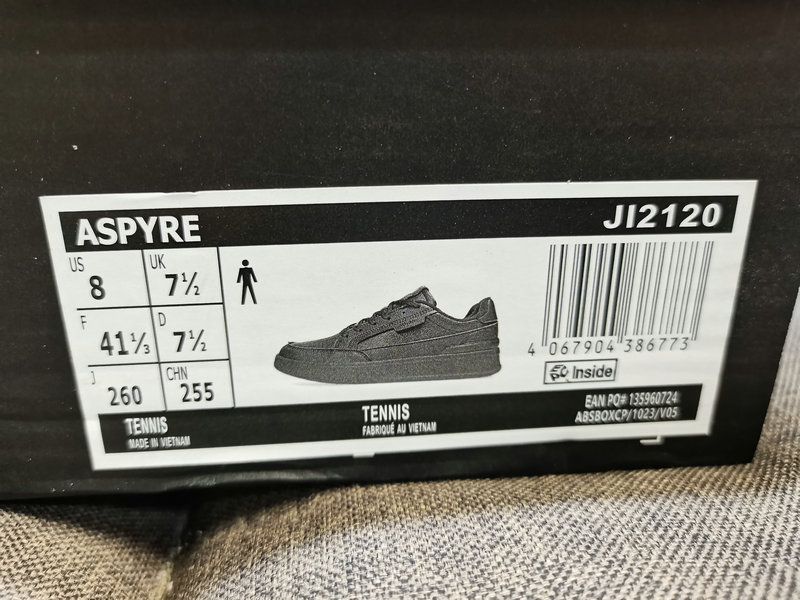 ASPYRE JI2120
US 8 UK 7½
F 41⅓ D 7½
J 260 CHN 255
4 067904 386773
Inside
TENNIS
MADE IN VIETNAM
TENNIS
FABRIQUÉ AU VIETNAM
EAN PO# 135960724
ABSBOXCP/1023/V05